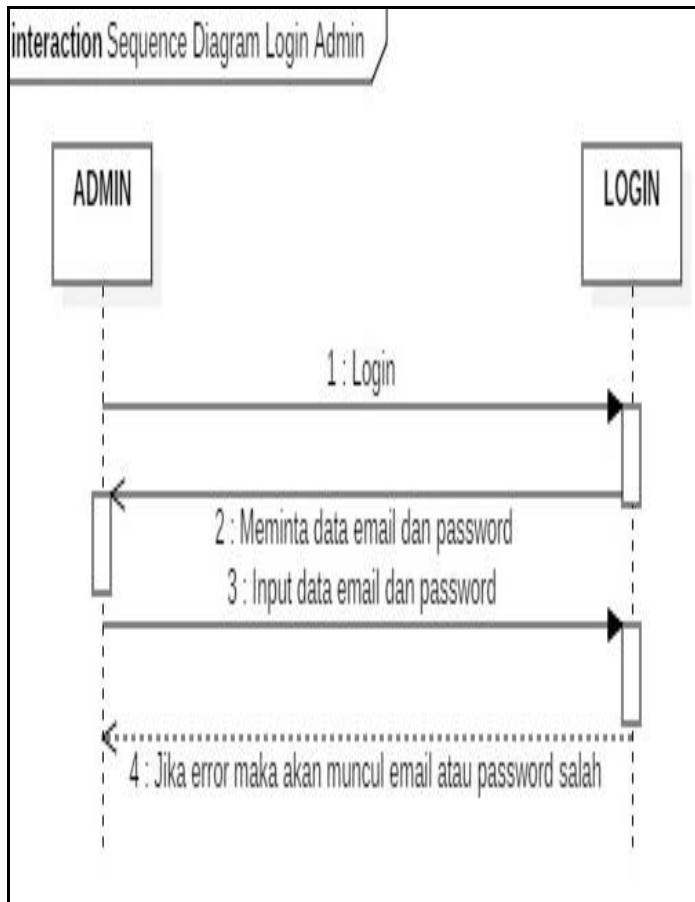 interaction Sequence Diagram Login Admin
ADMIN
LOGIN
1 : Login
2 : Meminta data email dan password
3 : Input data email dan password
4 : Jika error maka akan muncul email atau password salah